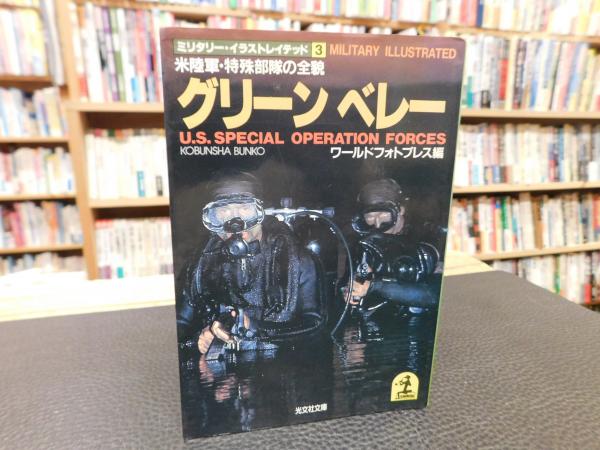 ミリタリー・イラストレイテッド 3 MILITARY ILLUSTRATED
米陸軍・特殊部隊の全貌
グリーンベレー
U.S. SPECIAL OPERATION FORCES
KOBUNSHA BUNKO ワールドフォトプレス編
光文社文庫